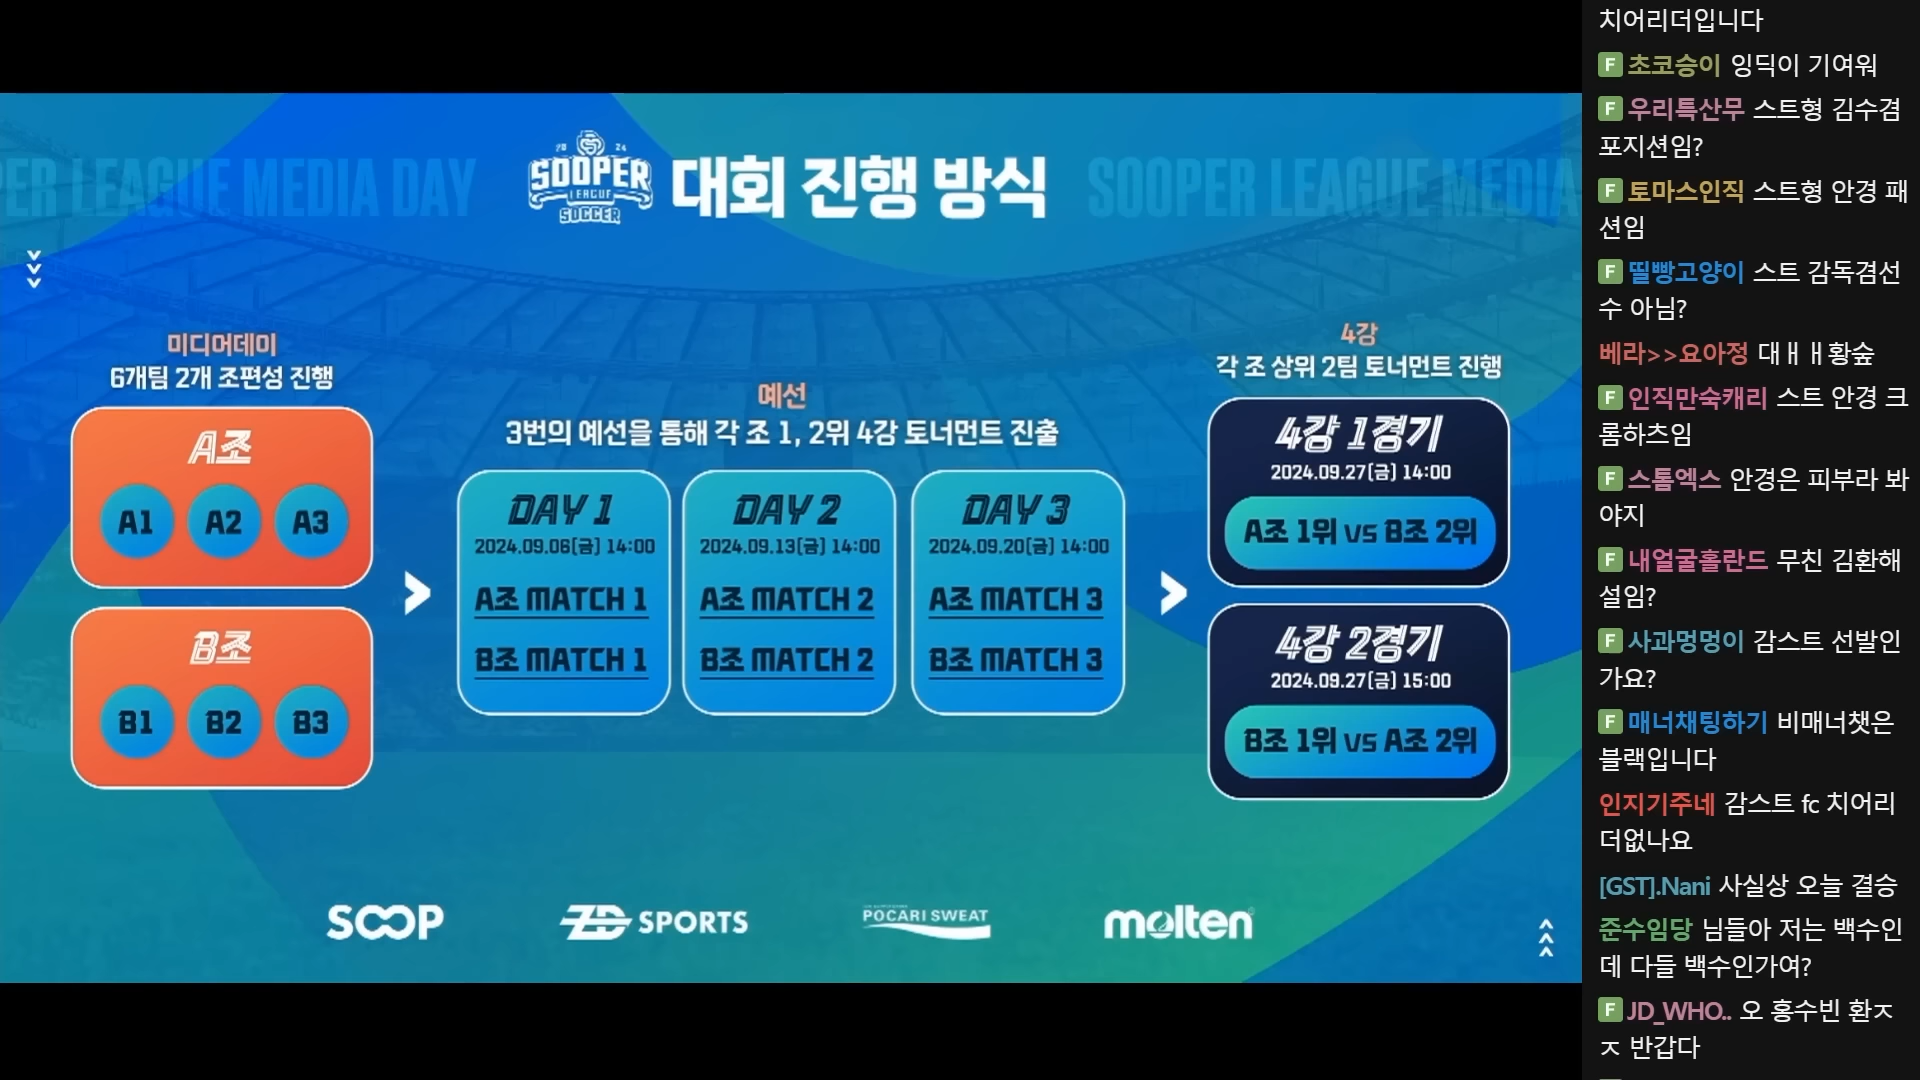 PER LEAGUE MEDIA DAY
20 24
SOOPER
LEAGUE
SOCCER
대회 진행 방식
SOOPER LEAGUE MEDIA
미디어데이
6개팀 2개 조편성 진행
A조
A1 A2 A3
B조
B1 B2 B3
예선
3번의 예선을 통해 각 조 1, 2위 4강 토너먼트 진출
DAY 1
2024.09.06(금) 14:00
A조 MATCH 1
B조 MATCH 1
DAY 2
2024.09.13(금) 14:00
A조 MATCH 2
B조 MATCH 2
DAY 3
2024.09.20(금) 14:00
A조 MATCH 3
B조 MATCH 3
4강
각 조 상위 2팀 토너먼트 진행
4강 1경기
2024.09.27(금) 14:00
A조 1위 VS B조 2위
4강 2경기
2024.09.27(금) 15:00
B조 1위 VS A조 2위
SOOP
ZD SPORTS
POCARI SWEAT
molten
치어리더입니다
F 초코승이 잉딕이 기여워
F 우리특산무 스트형 김수겸
포지션임?
F 토마스인직 스트형 안경 패
션임
F 띨빵고양이 스트 감독겸선
수 아님?
베라>>요아정 대ㅐㅐ황숲
F 인직만숙캐리 스트 안경 크
롬하츠임
F 스톰엑스 안경은 피부라 봐
야지
F 내얼굴홀란드 무친 김환해
설임?
F 사과멍멍이 감스트 선발인
가요?
F 매너채팅하기 비매너챗은
블랙입니다
인지기주네 감스트 fc 치어리
더없나요
[GST].Nani 사실상 오늘 결승
준수임당 님들아 저는 백수인
데 다들 백수인가여?
F JD_WHO.. 오 홍수빈 환ㅈ
ㅈ 반갑다